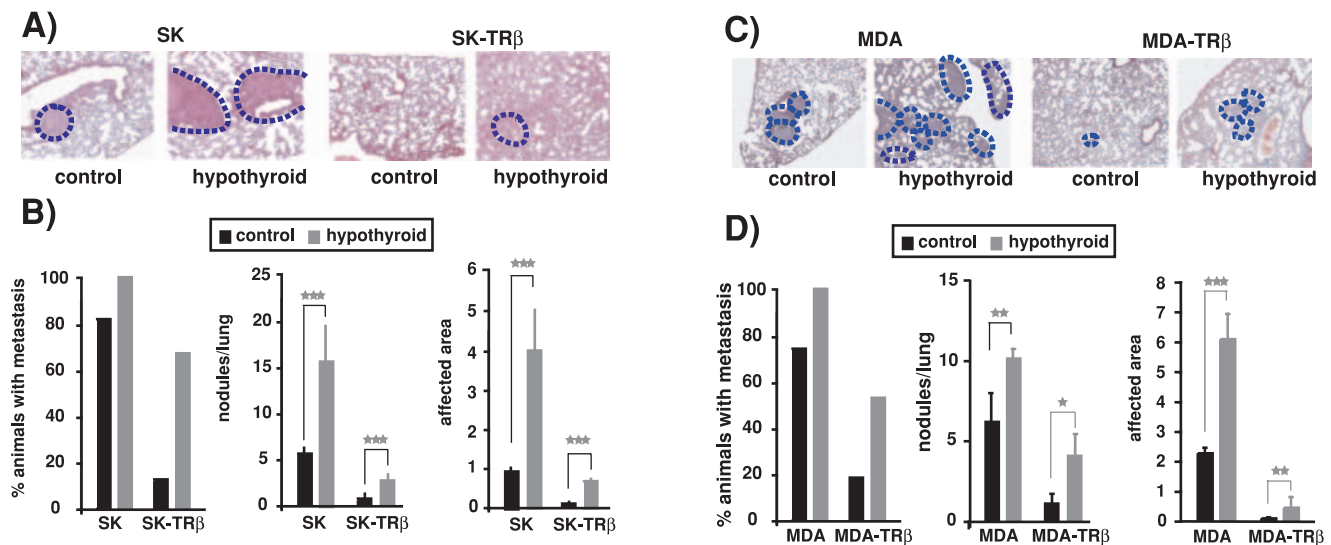 A)
SK
SK-TRβ
control
hypothyroid
control
hypothyroid
B)
control
hypothyroid
% animals with metastasis
100
80
60
40
20
0
SK
SK-TRβ
nodules/lung
25
20
15
10
5
0
***
***
SK
SK-TRβ
affected area
6
5
4
3
2
1
0
***
***
SK
SK-TRβ
C)
MDA
MDA-TRβ
control
hypothyroid
control
hypothyroid
D)
control
hypothyroid
% animals with metastasis
100
80
60
40
20
0
MDA
MDA-TRβ
nodules/lung
15
10
5
0
**
*
MDA
MDA-TRβ
affected area
8
7
6
5
4
3
2
1
0
***
**
MDA
MDA-TRβ